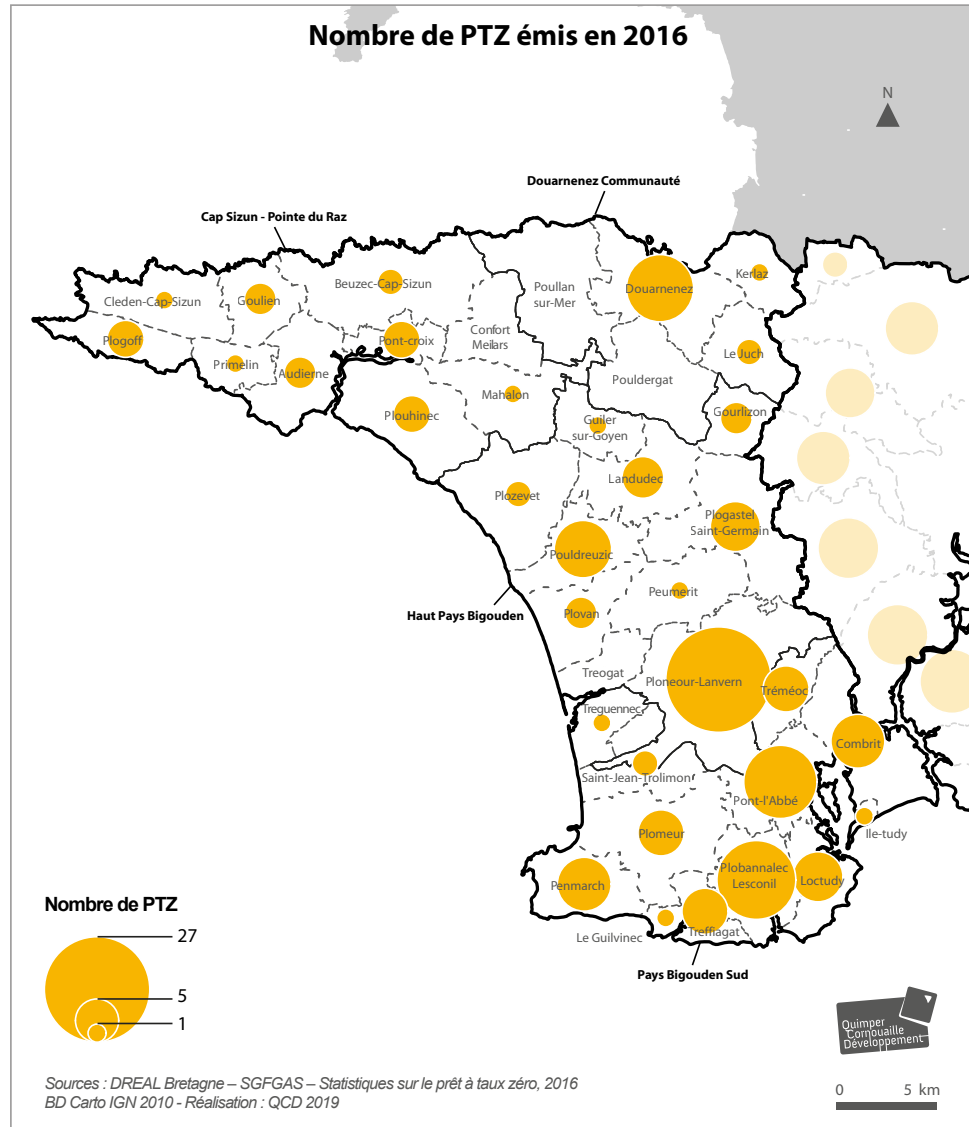 Nombre de PTZ émis en 2016
N
Douarnenez Communauté
Cap Sizun - Pointe du Raz
Kerlaz
Cleden-Cap-Sizun
Goulien
Beuzec-Cap-Sizun
Poullan
sur-Mer
Douarnenez
Plogoff
Pont-croix
Confort
Meilars
Le Juch
Primelin
Audierne
Mahalon
Pouldergat
Plouhinec
Guiler
sur-Goyen
Gourlizon
Landudec
Plozevet
Plogastel
Saint-Germain
Pouldreuzic
Peumerit
Haut Pays Bigouden
Plovan
Treogat
Ploneour-Lanvern
Tréméoc
Treguennec
Combrit
Saint-Jean-Trolimon
Pont-l'Abbé
Plomeur
Ile-tudy
Plobannalec
Lesconil
Loctudy
Penmarch
Le Guilvinec
Treffiagat
Pays Bigouden Sud
Nombre de PTZ
27
5
1
Quimper
Cornouaille
Développement
Sources : DREAL Bretagne – SGFGAS – Statistiques sur le prêt à taux zéro, 2016
BD Carto IGN 2010 - Réalisation : QCD 2019
0 5 km